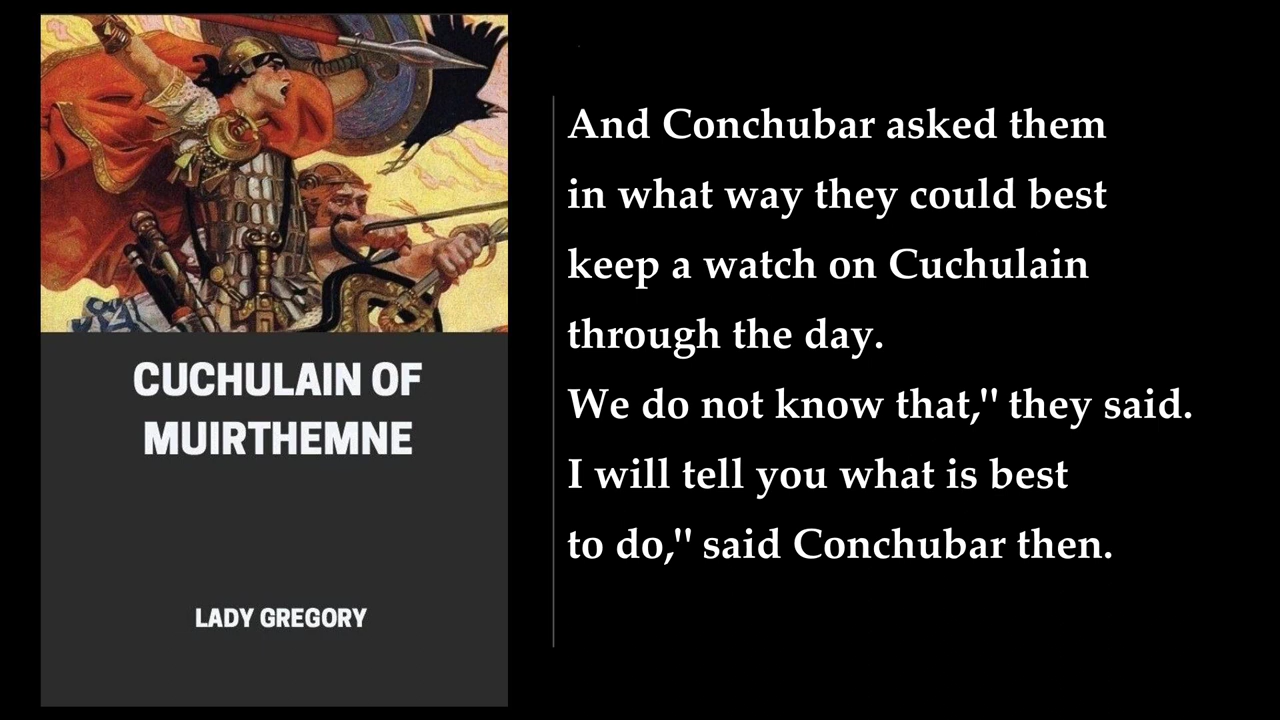 CUCHULAIN OF
MUIRTHEMNE
LADY GREGORY
And Conchubar asked them
in what way they could best
keep a watch on Cuchulain
through the day.
We do not know that," they said.
I will tell you what is best
to do," said Conchubar then.